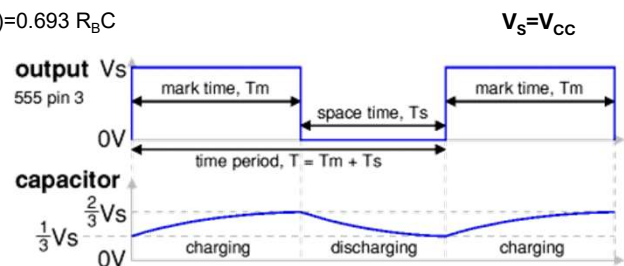 )=0.693 R_BC
V_S=V_CC
output Vs
555 pin 3
mark time, Tm
mark time, Tm
space time, Ts
0V
time period, T = Tm + Ts
capacitor
2/3Vs
1/3Vs
charging
discharging
charging
0V